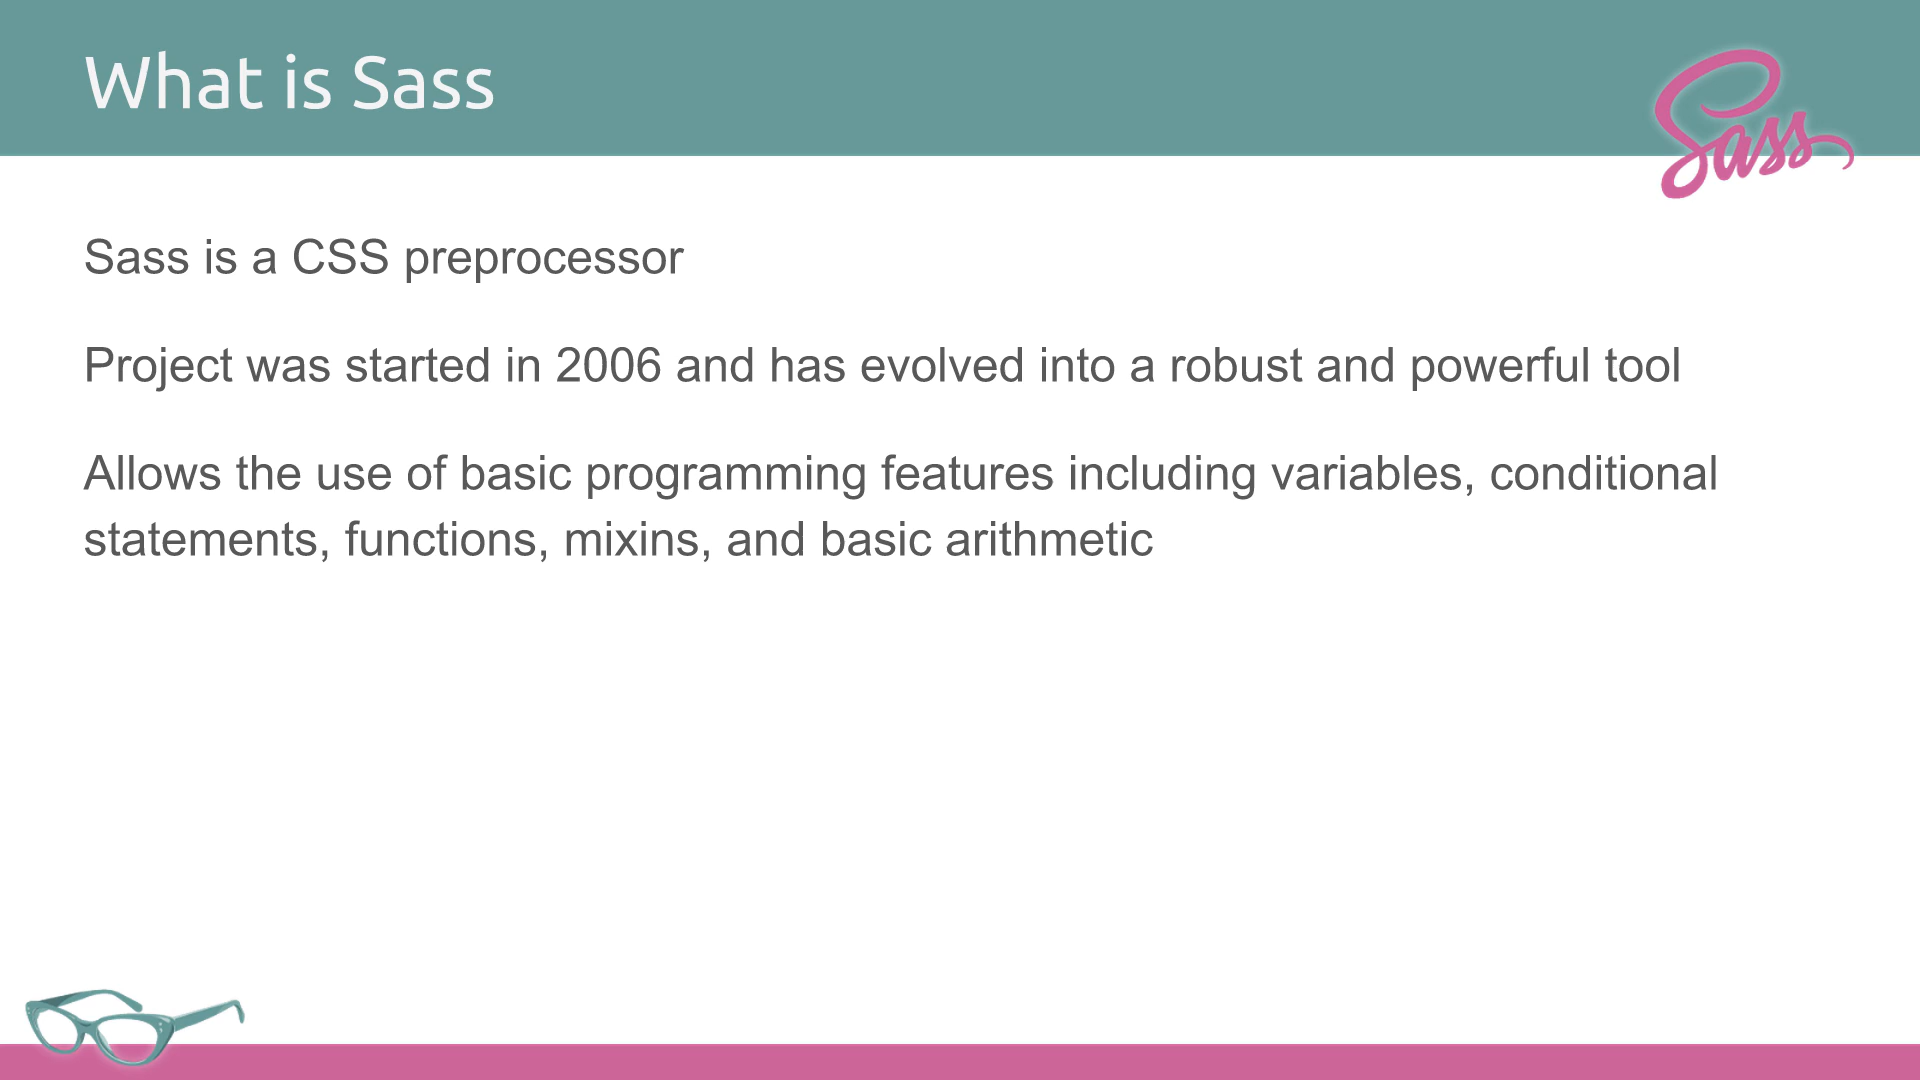 What is Sass
Sass
Sass is a CSS preprocessor
Project was started in 2006 and has evolved into a robust and powerful tool
Allows the use of basic programming features including variables, conditional
statements, functions, mixins, and basic arithmetic